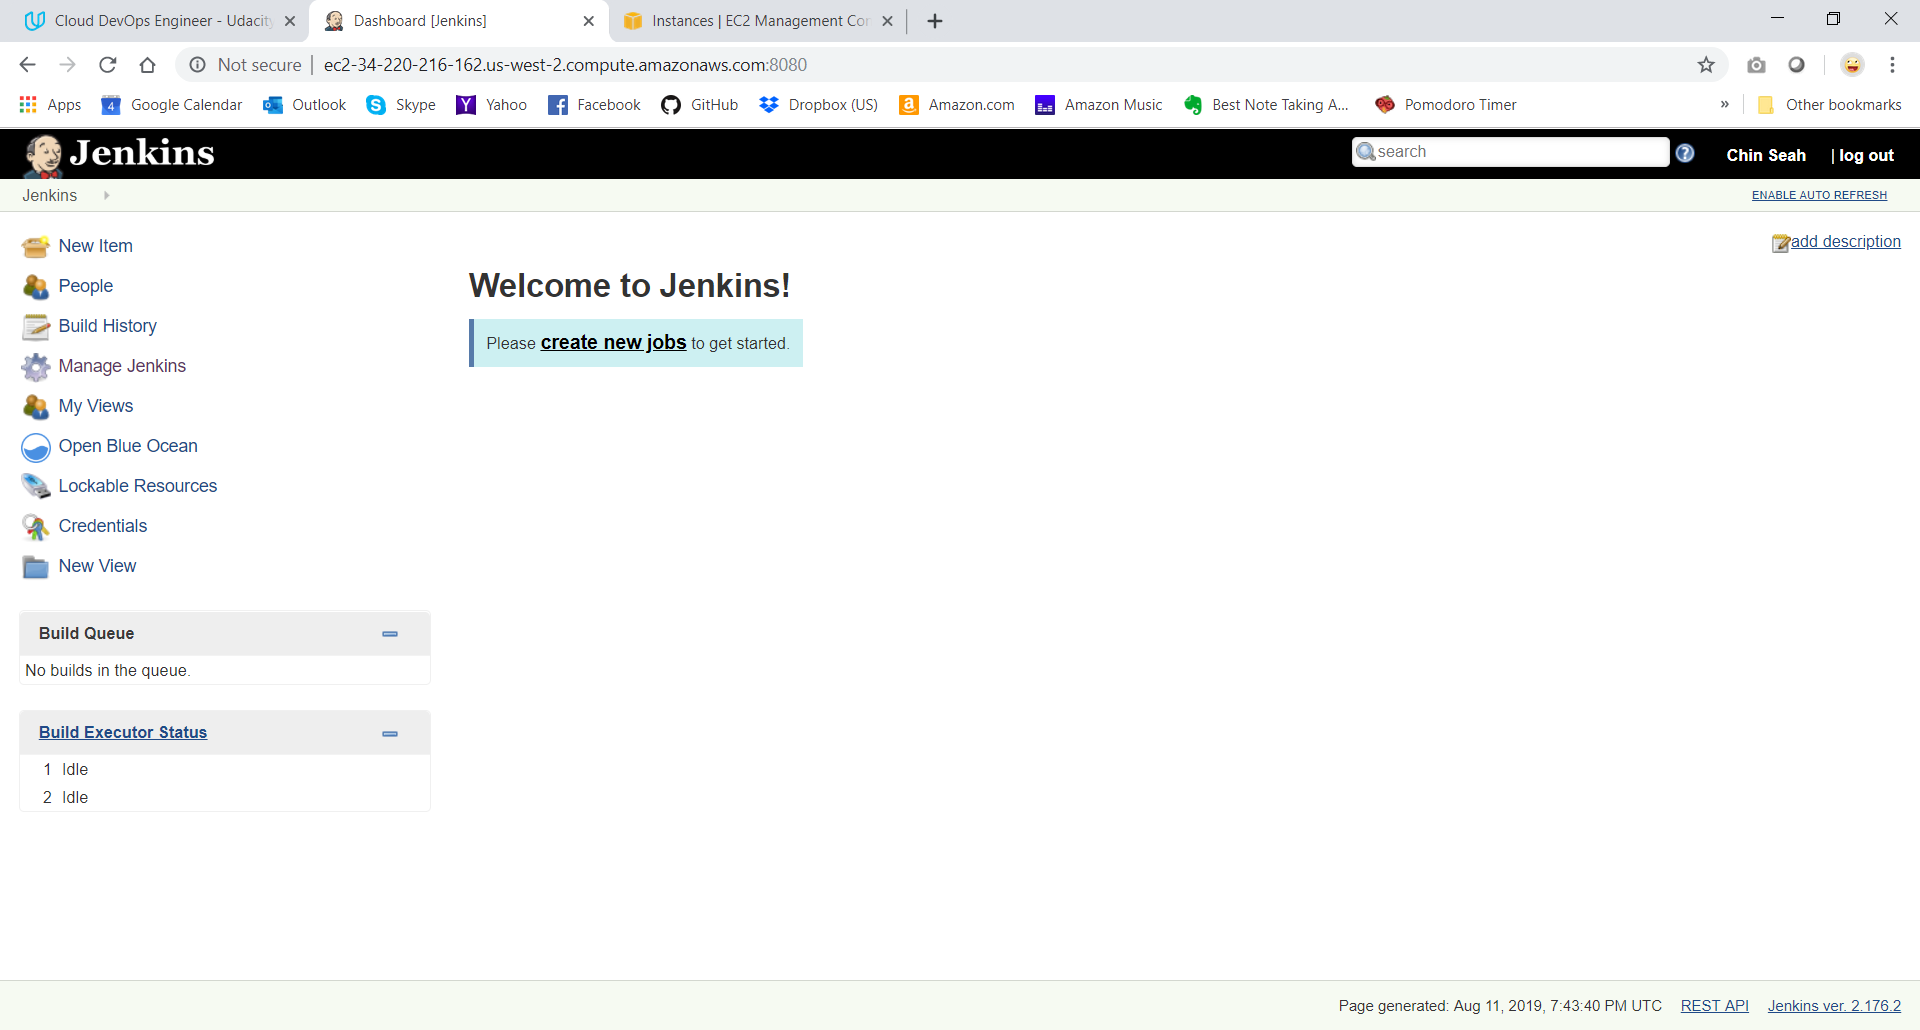 Cloud DevOps Engineer - Udacity
Dashboard [Jenkins]
Instances | EC2 Management Con
Not secure | ec2-34-220-216-162.us-west-2.compute.amazonaws.com:8080
Apps
4
Google Calendar
Outlook
Skype
Yahoo
Facebook
GitHub
Dropbox (US)
Amazon.com
Amazon Music
Best Note Taking A...
Pomodoro Timer
»
Other bookmarks
Jenkins
search
Chin Seah
| log out
Jenkins
ENABLE AUTO REFRESH
New Item
add description
People
Welcome to Jenkins!
Build History
Please create new jobs to get started.
Manage Jenkins
My Views
Open Blue Ocean
Lockable Resources
Credentials
New View
Build Queue
No builds in the queue.
Build Executor Status
1 Idle
2 Idle
Page generated: Aug 11, 2019, 7:43:40 PM UTC
REST API
Jenkins ver. 2.176.2